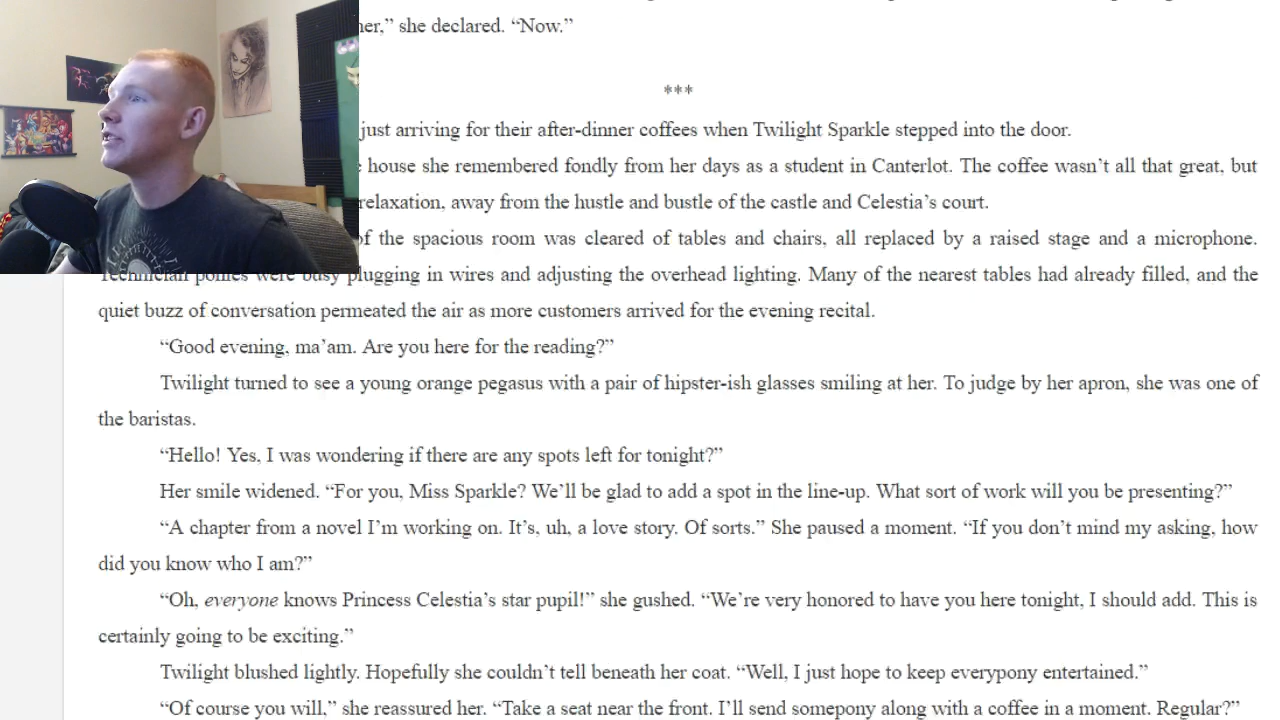 her,” she declared. “Now.”
***
just arriving for their after-dinner coffees when Twilight Sparkle stepped into the door.
house she remembered fondly from her days as a student in Canterlot. The coffee wasn’t all that great, but
relaxation, away from the hustle and bustle of the castle and Celestia’s court.
of the spacious room was cleared of tables and chairs, all replaced by a raised stage and a microphone.
Technician ponies were busy plugging in wires and adjusting the overhead lighting. Many of the nearest tables had already filled, and the
quiet buzz of conversation permeated the air as more customers arrived for the evening recital.
“Good evening, ma’am. Are you here for the reading?”
Twilight turned to see a young orange pegasus with a pair of hipster-ish glasses smiling at her. To judge by her apron, she was one of
the baristas.
“Hello! Yes, I was wondering if there are any spots left for tonight?”
Her smile widened. “For you, Miss Sparkle? We’ll be glad to add a spot in the line-up. What sort of work will you be presenting?”
“A chapter from a novel I’m working on. It’s, uh, a love story. Of sorts.” She paused a moment. “If you don’t mind my asking, how
did you know who I am?”
“Oh, everyone knows Princess Celestia’s star pupil!” she gushed. “We’re very honored to have you here tonight, I should add. This is
certainly going to be exciting.”
Twilight blushed lightly. Hopefully she couldn’t tell beneath her coat. “Well, I just hope to keep everypony entertained.”
“Of course you will,” she reassured her. “Take a seat near the front. I’ll send somepony along with a coffee in a moment. Regular?”